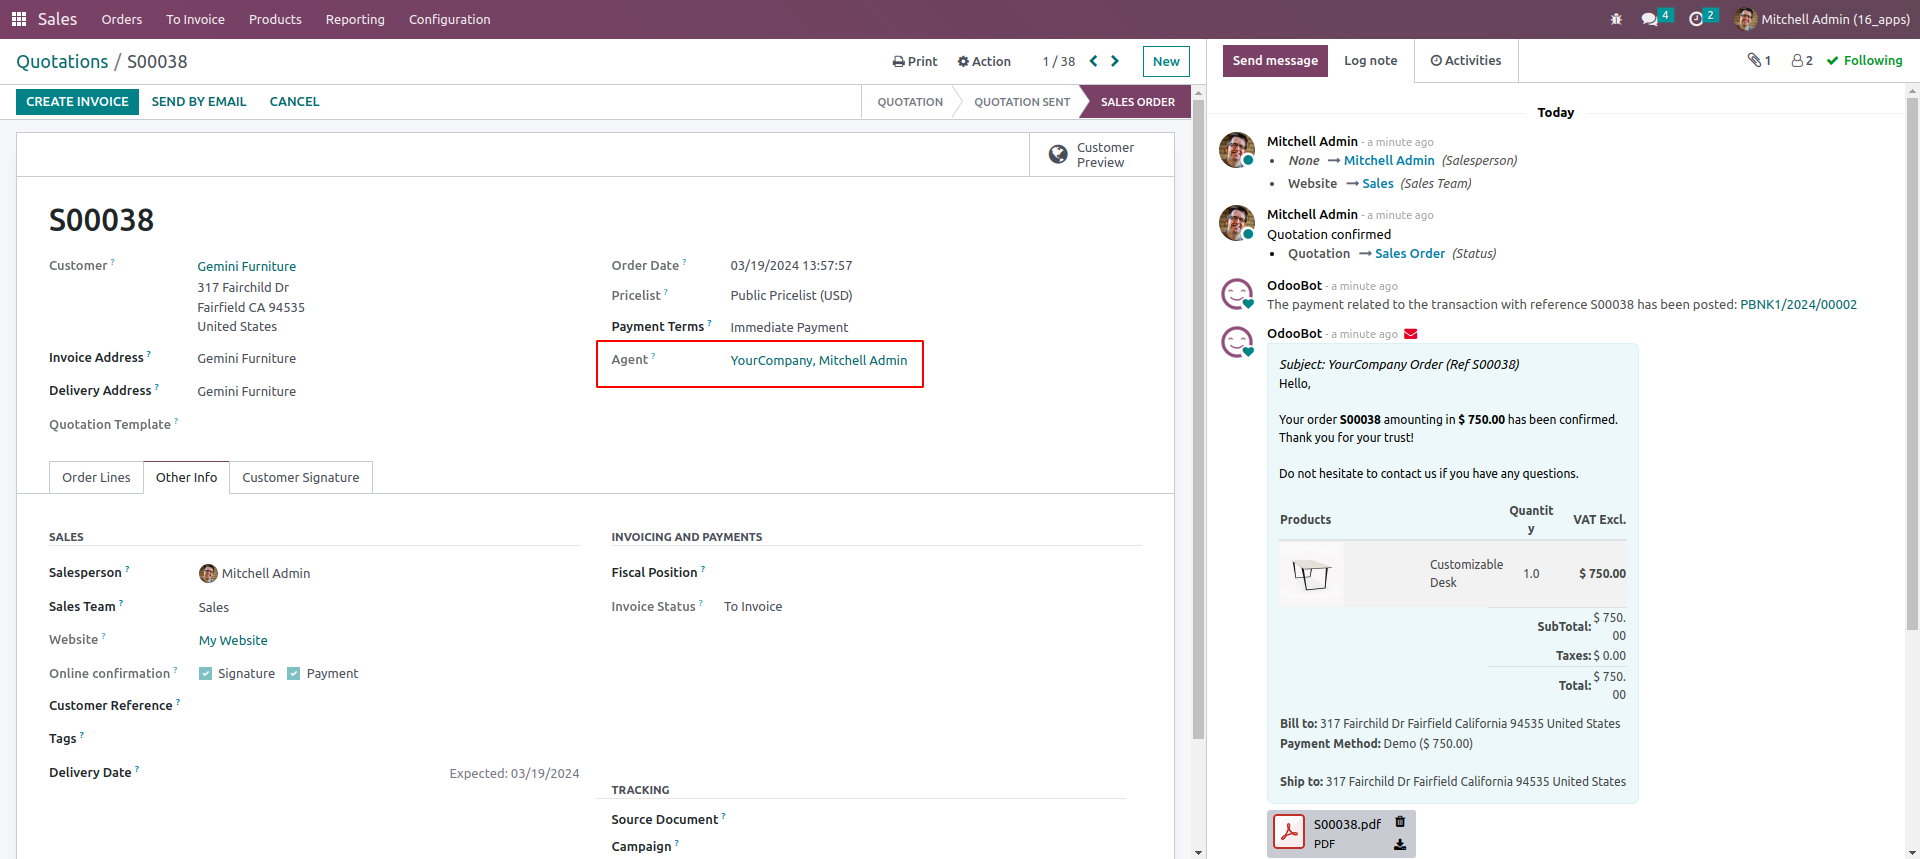 Sales Orders To Invoice Products Reporting Configuration 4 2 Mitchell Admin (16_apps)
Quotations / S00038 Print Action 1 / 38 New
CREATE INVOICE SEND BY EMAIL CANCEL QUOTATION QUOTATION SENT SALES ORDER
Customer
Preview
S00038
Customer ? Gemini Furniture
317 Fairchild Dr
Fairfield CA 94535
United States
Invoice Address ? Gemini Furniture
Delivery Address ? Gemini Furniture
Quotation Template ?
Order Date ? 03/19/2024 13:57:57
Pricelist ? Public Pricelist (USD)
Payment Terms ? Immediate Payment
Agent ? YourCompany, Mitchell Admin
Order Lines Other Info Customer Signature
SALES
Salesperson ? Mitchell Admin
Sales Team ? Sales
Website ? My Website
Online confirmation ? Signature Payment
Customer Reference ?
Tags ?
Delivery Date ? Expected: 03/19/2024
INVOICING AND PAYMENTS
Fiscal Position ?
Invoice Status ? To Invoice
TRACKING
Source Document ?
Campaign ?
Send message Log note Activities 1 2 Following
Today
Mitchell Admin - a minute ago
• None → Mitchell Admin (Salesperson)
• Website → Sales (Sales Team)
Mitchell Admin - a minute ago
Quotation confirmed
• Quotation → Sales Order (Status)
OdooBot - a minute ago
The payment related to the transaction with reference S00038 has been posted: PBNK1/2024/00002
OdooBot - a minute ago
Subject: YourCompany Order (Ref S00038)
Hello,
Your order S00038 amounting in $ 750.00 has been confirmed.
Thank you for your trust!
Do not hesitate to contact us if you have any questions.
Products Quantit
y VAT Excl.
Customizable
Desk 1.0 $ 750.00
SubTotal: $ 750.
00
Taxes: $ 0.00
Total: $ 750.
00
Bill to: 317 Fairchild Dr Fairfield California 94535 United States
Payment Method: Demo ($ 750.00)
Ship to: 317 Fairchild Dr Fairfield California 94535 United States
S00038.pdf
PDF